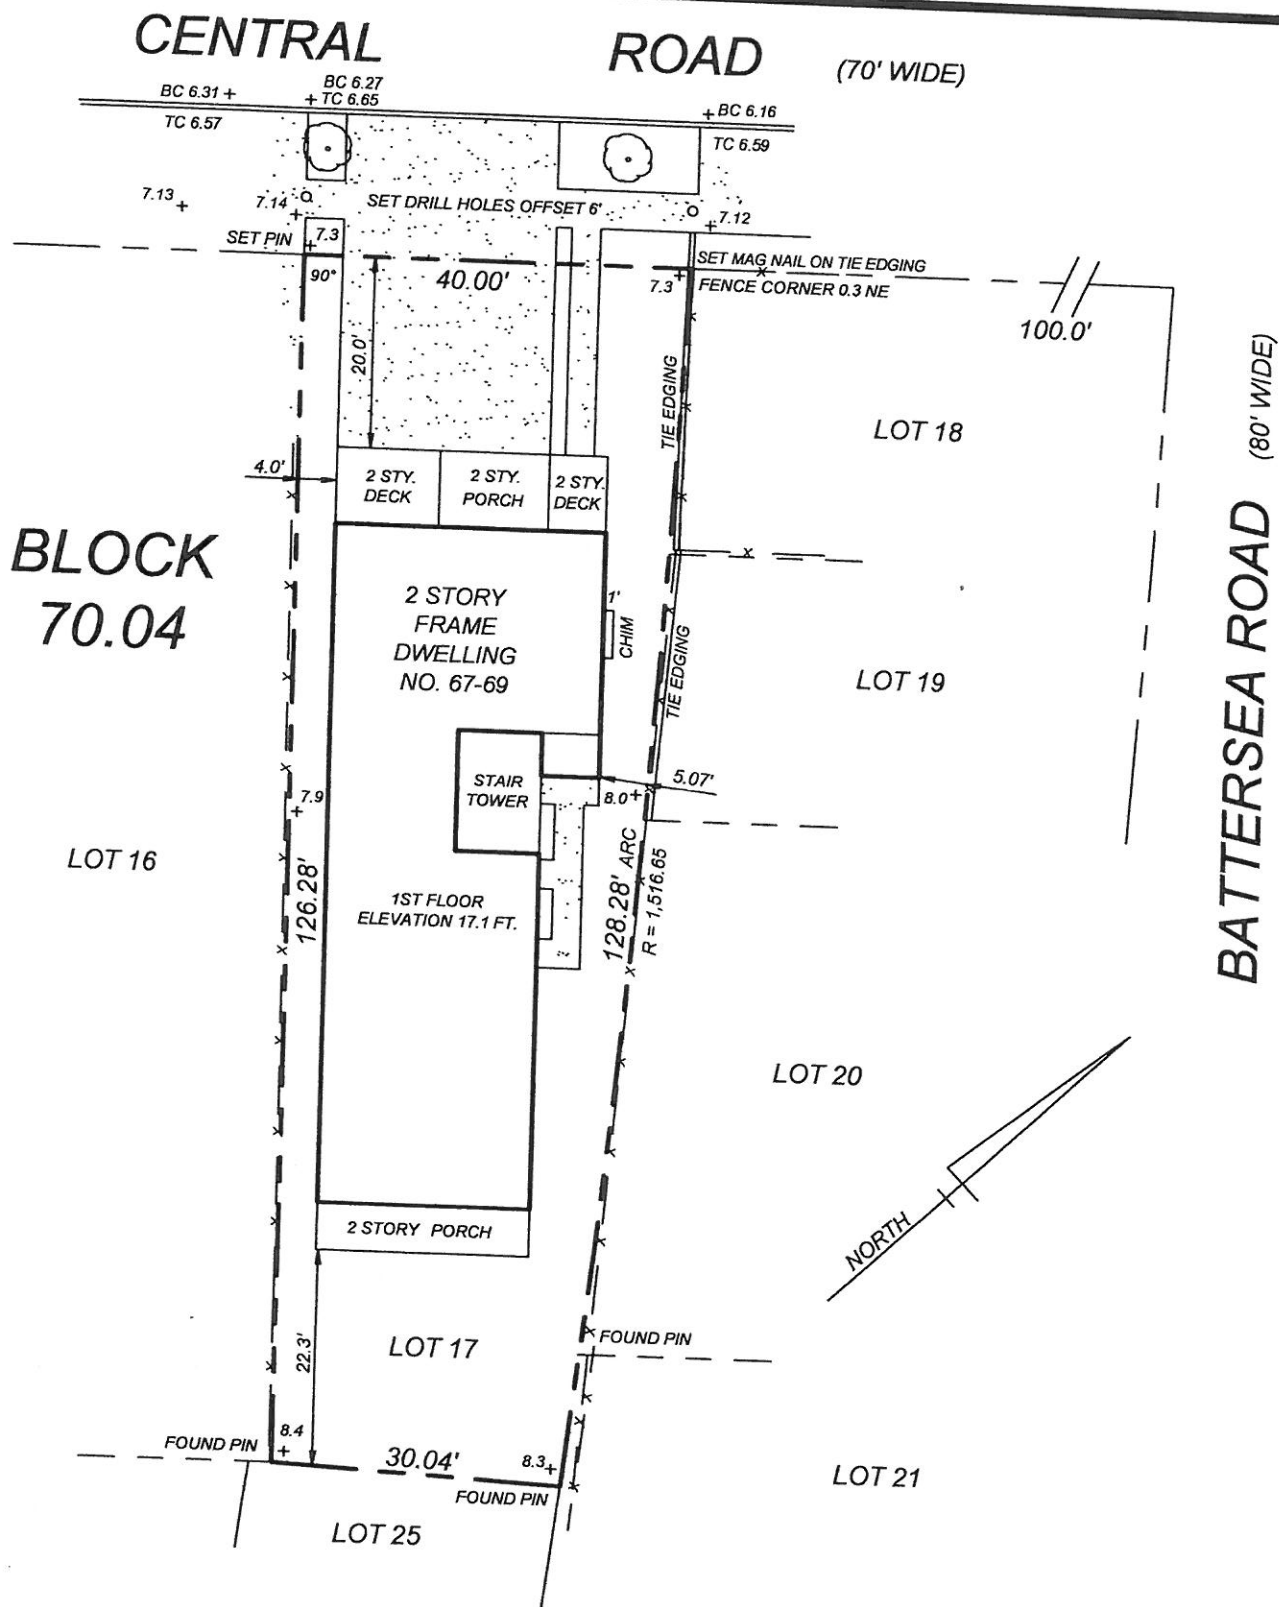 CENTRAL ROAD (70' WIDE)
BC 6.31
BC 6.27
TC 6.65
BC 6.16
TC 6.57
TC 6.59
7.13
7.14
SET DRILL HOLES OFFSET 6'
7.12
SET PIN
7.3
90°
40.00'
7.3
SET MAG NAIL ON TIE EDGING
FENCE CORNER 0.3 NE
100.0'
20.0'
TIE EDGING
LOT 18
BATTERSEA ROAD (80' WIDE)
4.0'
2 STY.
DECK
2 STY.
PORCH
2 STY.
DECK
BLOCK
70.04
2 STORY
FRAME
DWELLING
NO. 67-69
1'
CHIM
TIE EDGING
LOT 19
STAIR
TOWER
5.07'
8.0
7.9
LOT 16
126.28'
1ST FLOOR
ELEVATION 17.1 FT.
128.28' ARC
R = 1,516.65
LOT 20
NORTH
2 STORY PORCH
22.3'
LOT 17
FOUND PIN
FOUND PIN
8.4
30.04'
8.3
FOUND PIN
LOT 21
LOT 25